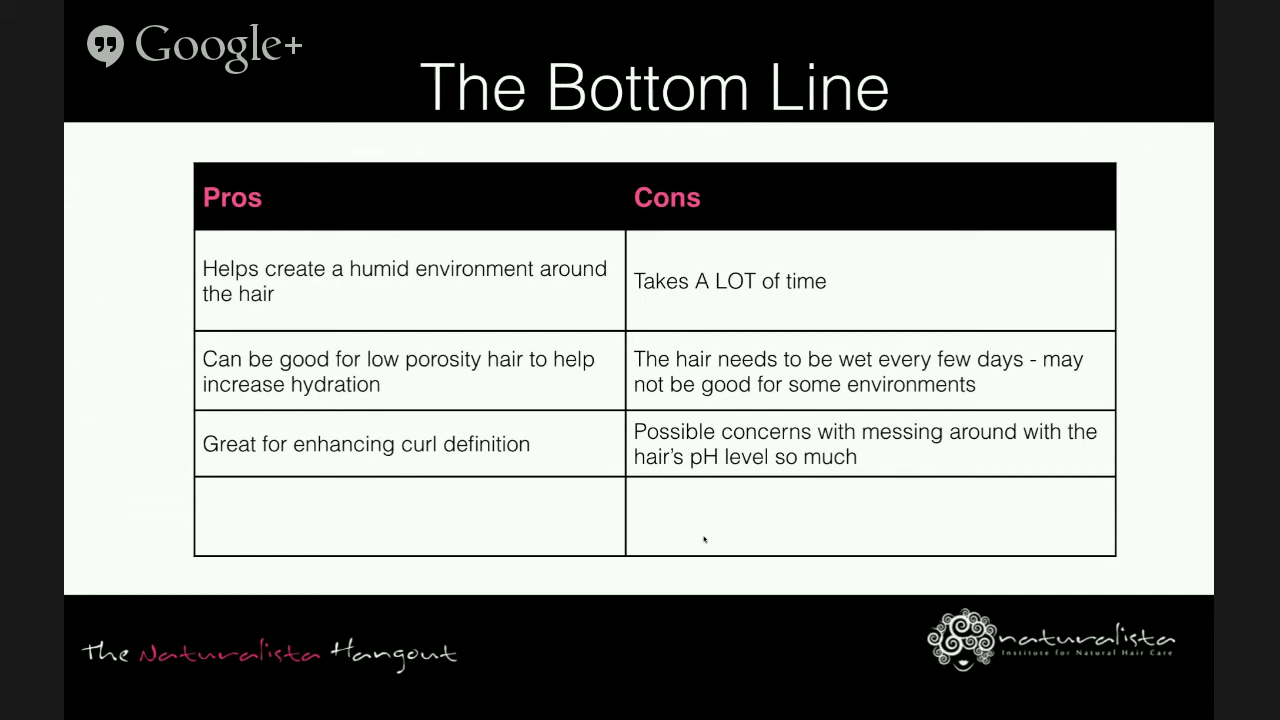 Google+
The Bottom Line
Pros
Cons
Helps create a humid environment around
the hair
Takes A LOT of time
Can be good for low porosity hair to help
increase hydration
The hair needs to be wet every few days - may
not be good for some environments
Great for enhancing curl definition
Possible concerns with messing around with the
hair's pH level so much
The Naturalista Hangout
naturalista
Institute for Natural Hair Care